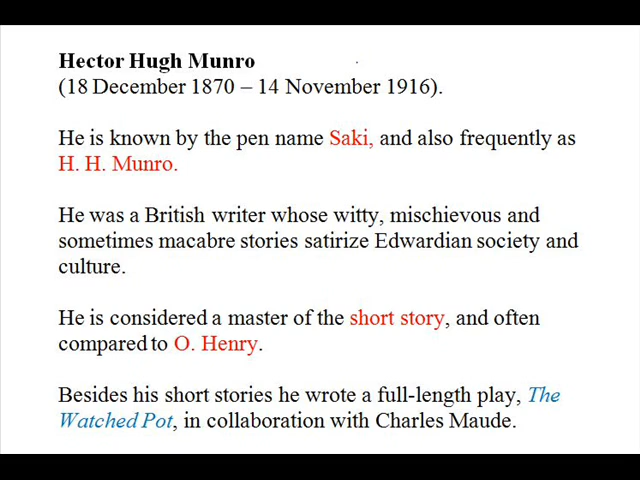 Hector Hugh Munro
(18 December 1870 – 14 November 1916).
He is known by the pen name Saki, and also frequently as
H. H. Munro.
He was a British writer whose witty, mischievous and
sometimes macabre stories satirize Edwardian society and
culture.
He is considered a master of the short story, and often
compared to O. Henry.
Besides his short stories he wrote a full-length play, The
Watched Pot, in collaboration with Charles Maude.